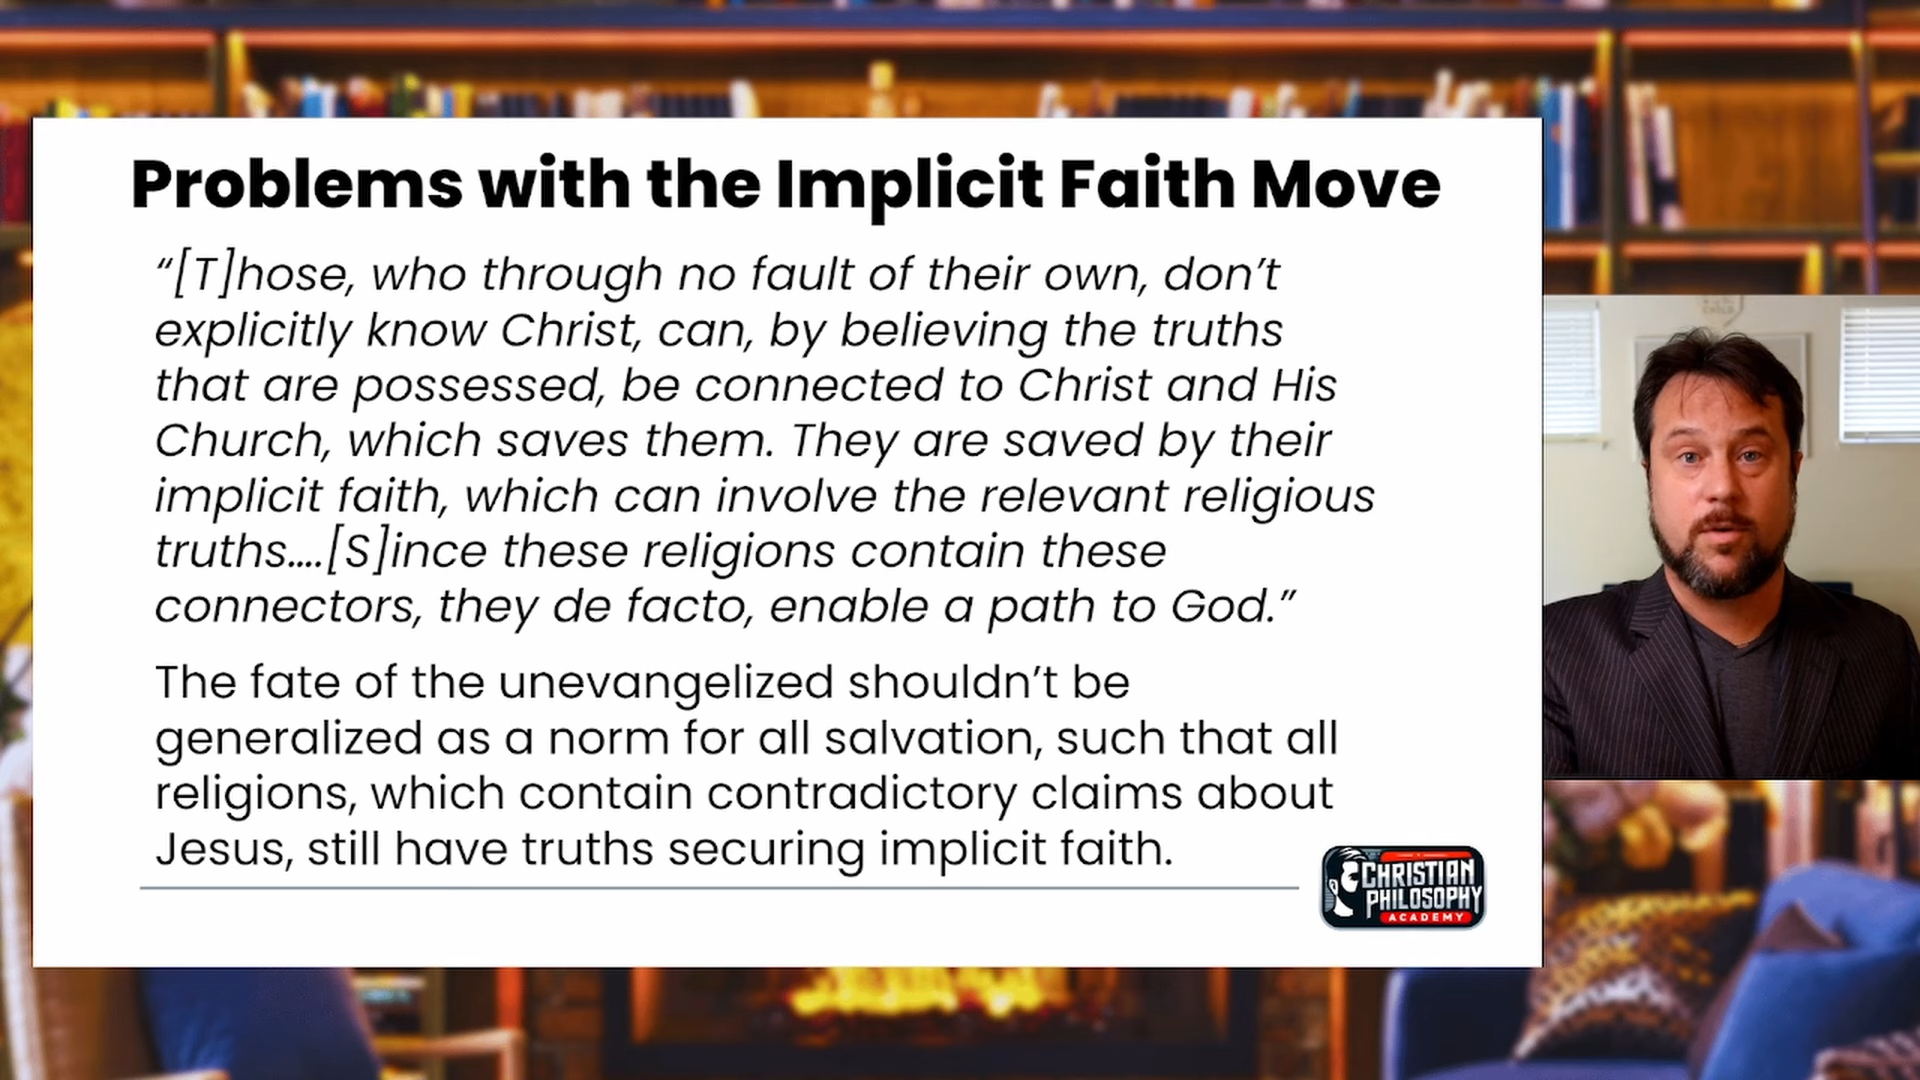 Problems with the Implicit Faith Move
“[T]hose, who through no fault of their own, don’t
explicitly know Christ, can, by believing the truths
that are possessed, be connected to Christ and His
Church, which saves them. They are saved by their
implicit faith, which can involve the relevant religious
truths....[S]ince these religions contain these
connectors, they de facto, enable a path to God.”
The fate of the unevangelized shouldn’t be
generalized as a norm for all salvation, such that all
religions, which contain contradictory claims about
Jesus, still have truths securing implicit faith.
CHRISTIAN
PHILOSOPHY
ACADEMY